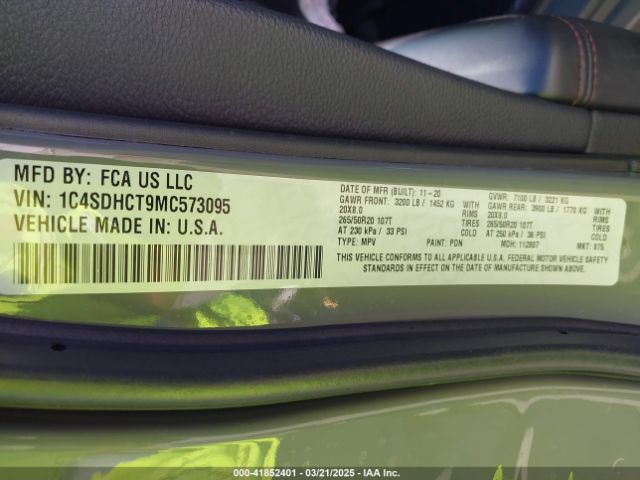 MFD BY: FCA US LLC
VIN: 1C4SDHCT9MC573095
VEHICLE MADE IN: U.S.A.
DATE OF MFR (BUILT): 11-20 GVWR: 7100 LB / 3221 KG
GAWR FRONT: 3200 LB / 1452 KG GAWR REAR: 3900 LB / 1770 KG
20X8.0 RIMS 20X8.0 RIMS
265/50R20 107T TIRES 265/50R20 107T TIRES
AT 230 kPa / 33 PSI COLD AT 250 kPa / 36 PSI COLD
TYPE: MPV PAINT: PDN MDH: 112807 MKT: 875
THIS VEHICLE CONFORMS TO ALL APPLICABLE U.S.A. FEDERAL MOTOR VEHICLE SAFETY
STANDARDS IN EFFECT ON THE DATE OF MANUFACTURE SHOWN ABOVE.
000-41852401 — 03/21/2025 — IAA Inc.